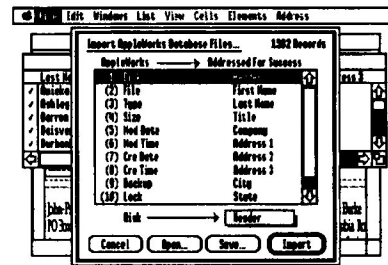 Edit Windows List View Cells Elements Address
Import AppleWorks Database Files... 1382 Records
AppleWorks Addressed For Success
(2) File First Name
(3) Type Last Name
(4) Size Title
(5) Mod Date Company
(6) Mod Time Address 1
(7) Cre Date Address 2
(8) Cre Time Address 3
(9) Backup City
(10) Lock State
Disk Header
Cancel Open... Save... Import